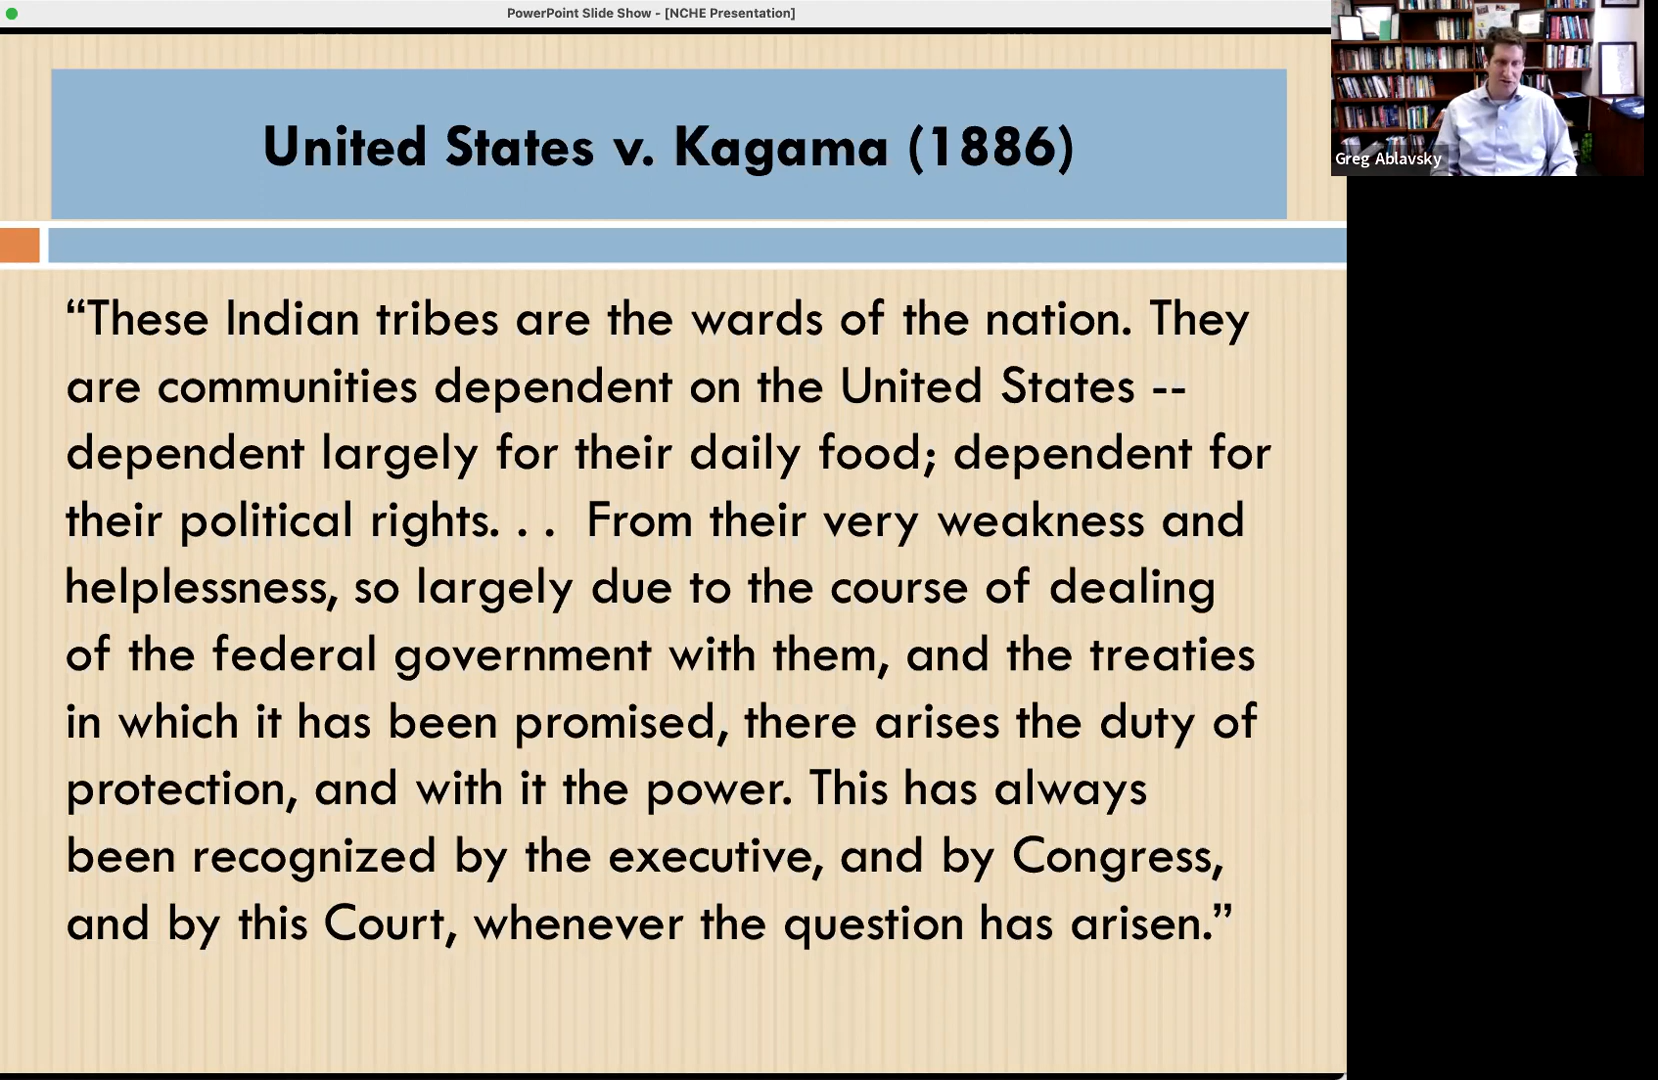 PowerPoint Slide Show - [NCHE Presentation]
United States v. Kagama (1886)
“These Indian tribes are the wards of the nation. They
are communities dependent on the United States --
dependent largely for their daily food; dependent for
their political rights. . .  From their very weakness and
helplessness, so largely due to the course of dealing
of the federal government with them, and the treaties
in which it has been promised, there arises the duty of
protection, and with it the power. This has always
been recognized by the executive, and by Congress,
and by this Court, whenever the question has arisen.”
Greg Ablavsky